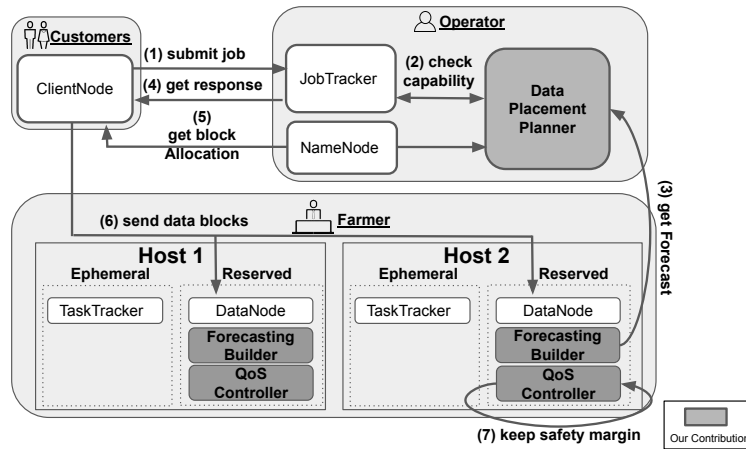 Customers
Operator
(1) submit job
ClientNode
(4) get response
JobTracker
(2) check
capability
Data
Placement
Planner
(5)
get block
Allocation
NameNode
(3) get Forecast
(6) send data blocks
Farmer
Host 1
Ephemeral
Reserved
TaskTracker
DataNode
Forecasting
Builder
QoS
Controller
Host 2
Ephemeral
Reserved
TaskTracker
DataNode
Forecasting
Builder
QoS
Controller
(7) keep safety margin
Our Contribution